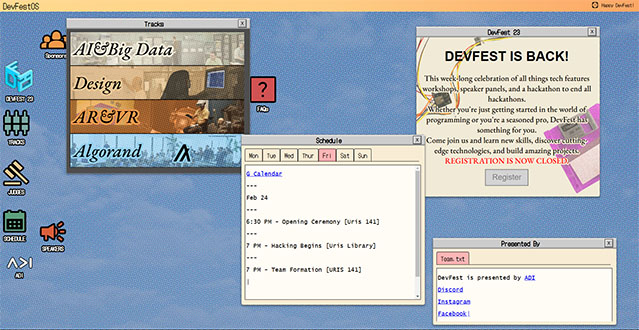 DevFestOS
Happy DevFest!
Sponsors
DEVFEST 23
TRACKS
JUDGES
SCHEDULE
SPEAKERS
ADI
FAQs
Tracks
X
AI&Big Data
Design
AR&VR
Algorand
DevFest 23
X
DEVFEST IS BACK!
This week-long celebration of all things tech features
workshops, speaker panels, and a hackathon to end all
hackathons.
Whether you're just getting started in the world of
programming or you're a seasoned pro, DevFest has
something for you.
Come join us and learn new skills, discover cutting-
edge technologies, and build amazing projects.
REGISTRATION IS NOW CLOSED.
Register
Schedule
X
Mon Tue Wed Thur Fri Sat Sun
G Calendar
---
Feb 24
---
6:30 PM - Opening Ceremony [Uris 141]
---
7 PM - Hacking Begins [Uris Library]
---
7 PM - Team Formation [URIS 141]
Presented By
X
Team.txt
DevFest is presented by ADI
Discord
Instagram
Facebook